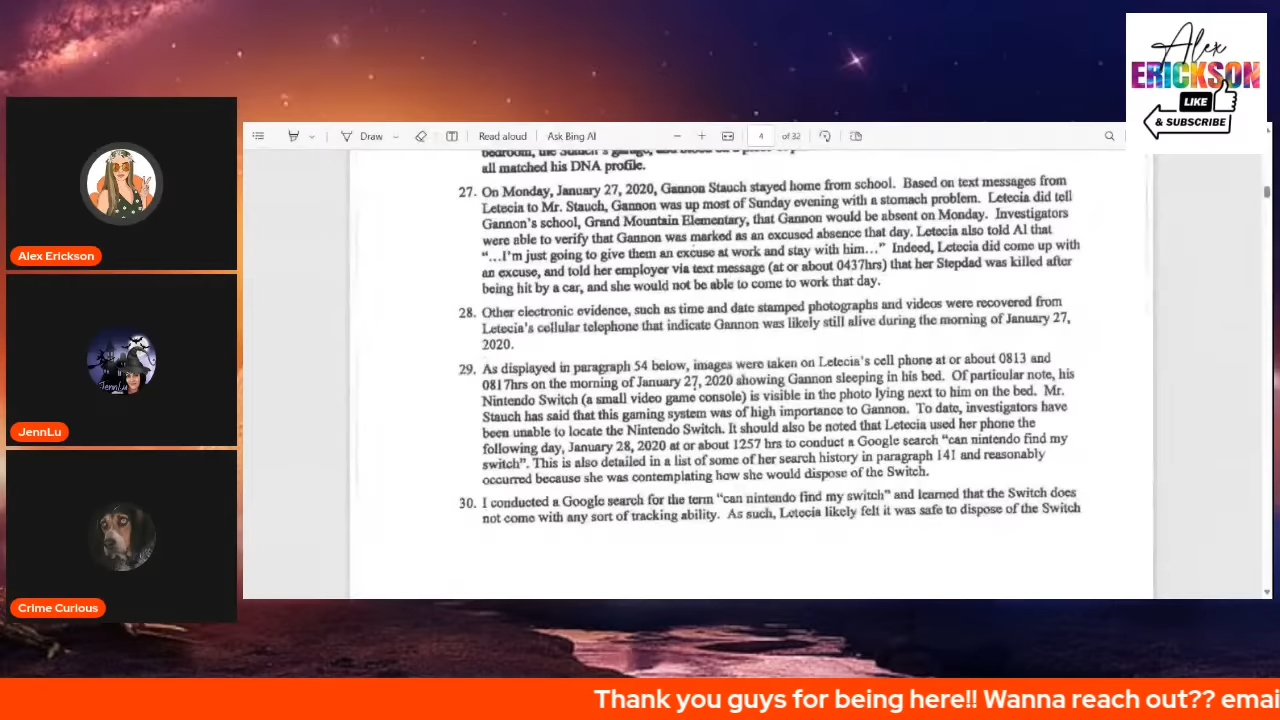 Alex
ERICKSON
LIKE
& SUBSCRIBE
Draw
Read aloud
Ask Bing AI
4
of 32
bedroom, the Stauch's garage, and blood on a piece of
all matched his DNA profile.
27. On Monday, January 27, 2020, Gannon Stauch stayed home from school. Based on text messages from
Letecia to Mr. Stauch, Gannon was up most of Sunday evening with a stomach problem. Letecia did tell
Gannon's school, Grand Mountain Elementary, that Gannon would be absent on Monday. Investigators
were able to verify that Gannon was marked as an excused absence that day. Letecia also told Al that
"...I'm just going to give them an excuse at work and stay with him..." Indeed, Letecia did come up with
an excuse, and told her employer via text message (at or about 0437hrs) that her Stepdad was killed after
being hit by a car, and she would not be able to come to work that day.
28. Other electronic evidence, such as time and date stamped photographs and videos were recovered from
Letecia's cellular telephone that indicate Gannon was likely still alive during the morning of January 27,
2020.
29. As displayed in paragraph 54 below, images were taken on Letecia's cell phone at or about 0813 and
0817hrs on the morning of January 27, 2020 showing Gannon sleeping in his bed. Of particular note, his
Nintendo Switch (a small video game console) is visible in the photo lying next to him on the bed. Mr.
Stauch has said that this gaming system was of high importance to Gannon. To date, investigators have
been unable to locate the Nintendo Switch. It should also be noted that Letecia used her phone the
following day, January 28, 2020 at or about 1257 hrs to conduct a Google search "can nintendo find my
switch". This is also detailed in a list of some of her search history in paragraph 141 and reasonably
occurred because she was contemplating how she would dispose of the Switch.
30. I conducted a Google search for the term "can nintendo find my switch" and learned that the Switch does
not come with any sort of tracking ability. As such, Letecia likely felt it was safe to dispose of the Switch
Alex Erickson
JennLu
JennLu
Crime Curious
Thank you guys for being here!! Wanna reach out?? emai